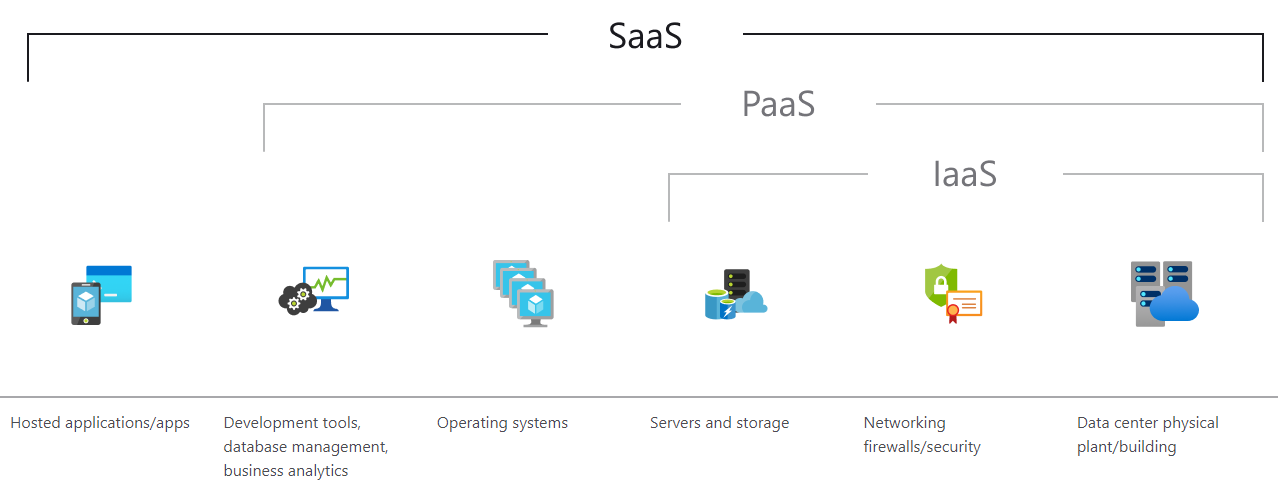 SaaS
PaaS
IaaS
Hosted applications/apps
Development tools,
database management,
business analytics
Operating systems
Servers and storage
Networking
firewalls/security
Data center physical
plant/building